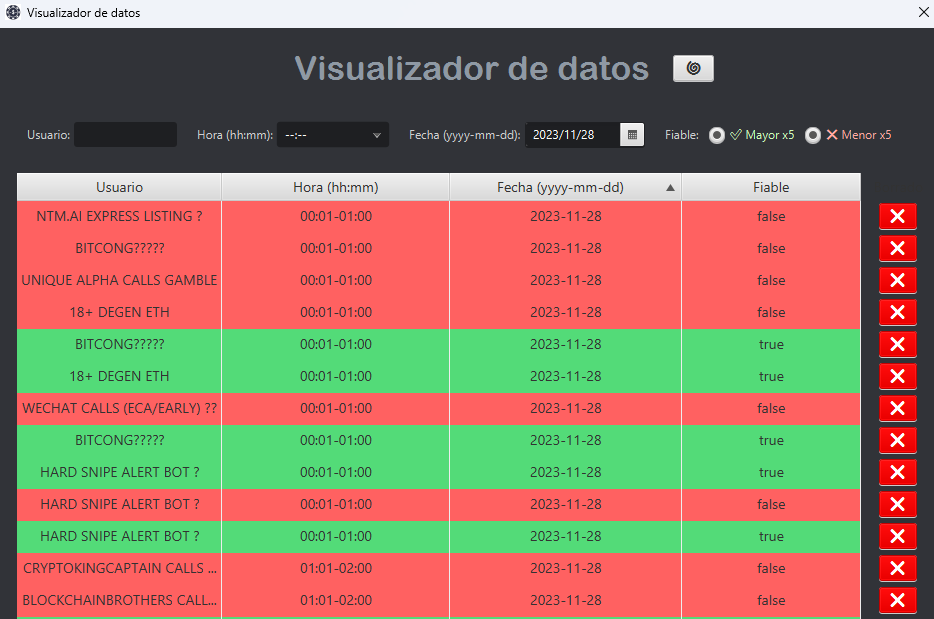 Visualizador de datos
Visualizador de datos
Usuario: Hora (hh:mm): --:-- Fecha (yyyy-mm-dd): 2023/11/28 Fiable: Mayor x5 Menor x5
Usuario Hora (hh:mm) Fecha (yyyy-mm-dd) Fiable
NTM.AI EXPRESS LISTING ? 00:01-01:00 2023-11-28 false
BITCONG????? 00:01-01:00 2023-11-28 false
UNIQUE ALPHA CALLS GAMBLE 00:01-01:00 2023-11-28 false
18+ DEGEN ETH 00:01-01:00 2023-11-28 false
BITCONG????? 00:01-01:00 2023-11-28 true
18+ DEGEN ETH 00:01-01:00 2023-11-28 true
WECHAT CALLS (ECA/EARLY) ?? 00:01-01:00 2023-11-28 false
BITCONG????? 00:01-01:00 2023-11-28 true
HARD SNIPE ALERT BOT ? 00:01-01:00 2023-11-28 true
HARD SNIPE ALERT BOT ? 00:01-01:00 2023-11-28 false
HARD SNIPE ALERT BOT ? 00:01-01:00 2023-11-28 true
CRYPTOKINGCAPTAIN CALLS ... 01:01-02:00 2023-11-28 false
BLOCKCHAINBROTHERS CALL... 01:01-02:00 2023-11-28 false